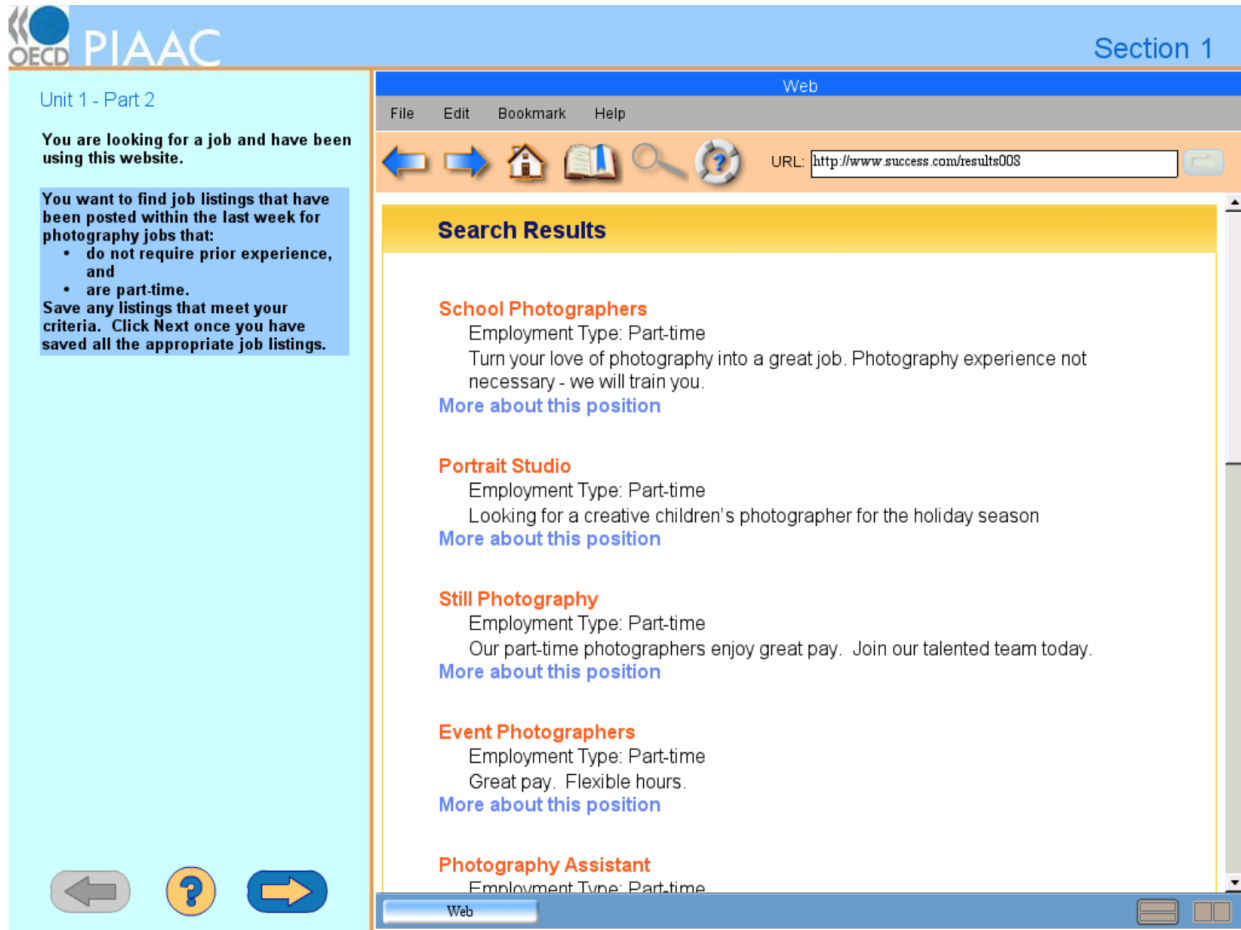 OECD PIAAC
Section 1
Unit 1 - Part 2
You are looking for a job and have been
using this website.
You want to find job listings that have
been posted within the last week for
photography jobs that:
• do not require prior experience,
and
• are part-time.
Save any listings that meet your
criteria. Click Next once you have
saved all the appropriate job listings.
Web
File Edit Bookmark Help
URL: http://www.success.com/results008
Search Results
School Photographers
Employment Type: Part-time
Turn your love of photography into a great job. Photography experience not
necessary - we will train you.
More about this position
Portrait Studio
Employment Type: Part-time
Looking for a creative children's photographer for the holiday season
More about this position
Still Photography
Employment Type: Part-time
Our part-time photographers enjoy great pay. Join our talented team today.
More about this position
Event Photographers
Employment Type: Part-time
Great pay. Flexible hours.
More about this position
Photography Assistant
Employment Type: Part-time
Web